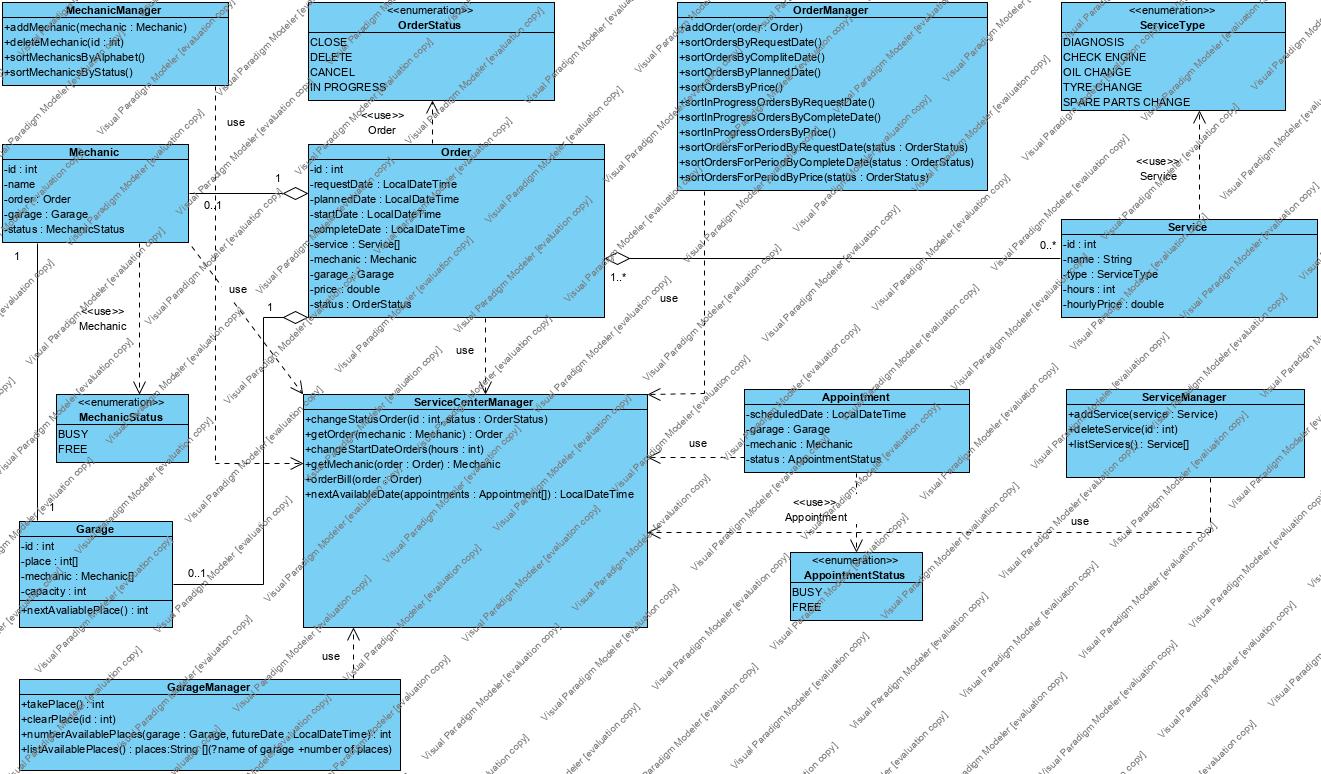 MechanicManager
+addMechanic(mechanic : Mechanic)
+deleteMechanic(id : int)
+sortMechanicsByAlphabet()
+sortMechanicsByStatus()
<<enumeration>>
OrderStatus
CLOSE
DELETE
CANCEL
IN PROGRESS
OrderManager
+addOrder(order : Order)
+sortOrdersByRequestDate()
+sortOrdersByCompliteDate()
+sortOrdersByPlannedDate()
+sortOrdersByPrice()
+sortInProgressOrdersByRequestDate()
+sortInProgressOrdersByCompleteDate()
+sortInProgressOrdersByPrice()
+sortOrdersForPeriodByRequestDate(status : OrderStatus)
+sortOrdersForPeriodByCompleteDate(status : OrderStatus)
+sortOrdersForPeriodByPrice(status : OrderStatus)
<<enumeration>>
ServiceType
DIAGNOSIS
CHECK ENGINE
OIL CHANGE
TYRE CHANGE
SPARE PARTS CHANGE
use
<<use>>
Order
<<use>>
Service
Mechanic
-id : int
-name
-order : Order
-garage : Garage
-status : MechanicStatus
1
0..1
Order
-id : int
-requestDate : LocalDateTime
-plannedDate : LocalDateTime
-startDate : LocalDateTime
-completeDate : LocalDateTime
-service : Service[]
-mechanic : Mechanic
-garage : Garage
-price : double
-status : OrderStatus
1..*
0..*
Service
-id : int
-name : String
-type : ServiceType
-hours : int
-hourlyPrice : double
1
use
use
1
<<use>>
Mechanic
use
<<enumeration>>
MechanicStatus
BUSY
FREE
ServiceCenterManager
+changeStatusOrder(id : int, status : OrderStatus)
+getOrder(mechanic : Mechanic) : Order
+changeStartDateOrders(hours : int)
+getMechanic(order : Order) : Mechanic
+orderBill(order : Order)
+nextAvailableDate(appointments : Appointment[]) : LocalDateTime
Appointment
-scheduledDate : LocalDateTime
-garage : Garage
-mechanic : Mechanic
-status : AppointmentStatus
ServiceManager
+addService(service : Service)
+deleteService(id : int)
+listServices() : Service[]
use
<<use>>
Appointment
use
1
Garage
-id : int
-place : int[]
-mechanic : Mechanic[]
-capacity : int
+nextAvaliablePlace() : int
0..1
<<enumeration>>
AppointmentStatus
BUSY
FREE
use
GarageManager
+takePlace() : int
+clearPlace(id : int)
+numberAvailablePlaces(garage : Garage, futureDate : LocalDateTime) : int
+listAvailablePlaces() : places:String [](?name of garage +number of places)
Visual Paradigm Modeler [evaluation copy]